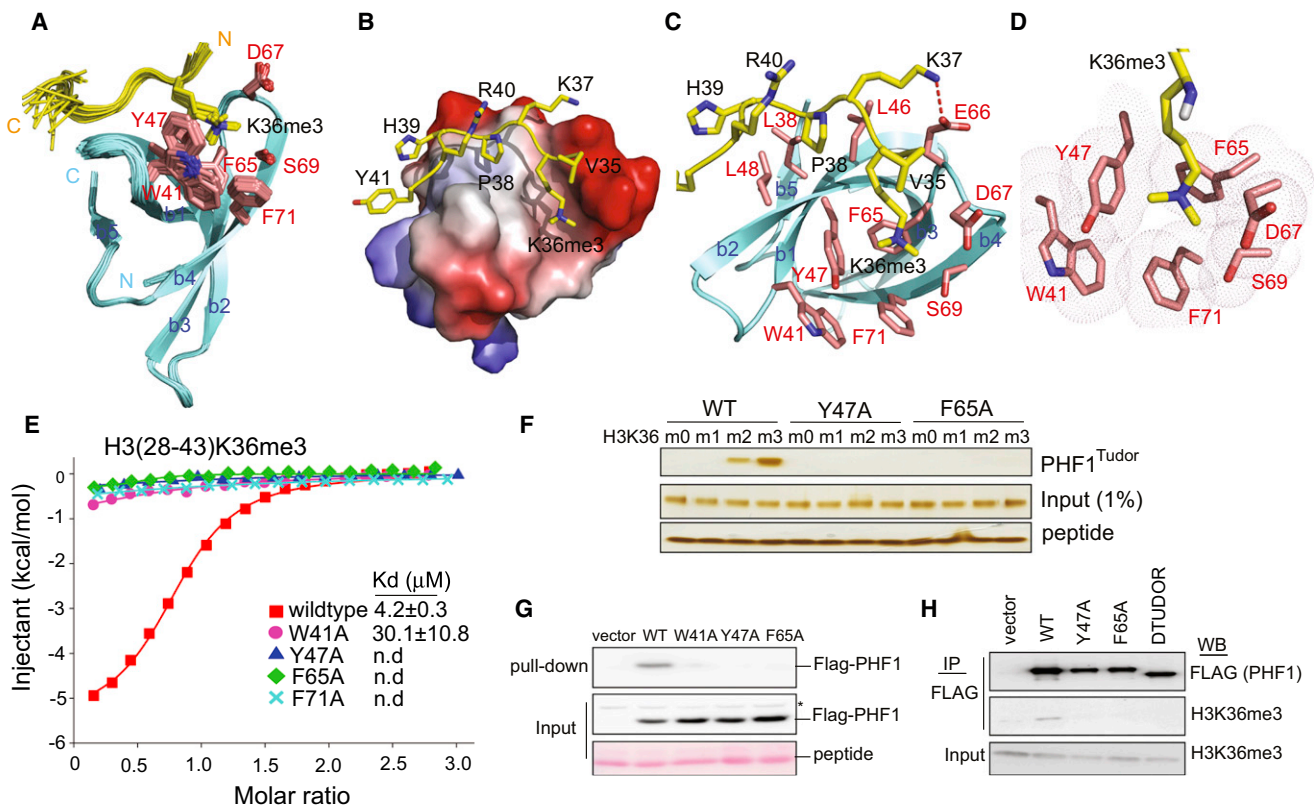 A
N
D67
Y47
K36me3
C
F65
S69
C
W41
b1
F71
b5
N
b4
b2
b3
B
R40
K37
H39
V35
Y41
P38
K36me3
C
R40
K37
H39
L46
L38
E66
P38
L48
V35
b5
D67
F65
b2
b3
b4
b1
K36me3
Y47
S69
W41
F71
D
K36me3
Y47
F65
D67
W41
S69
F71
E
H3(28-43)K36me3
0
-1
-2
-3
-4
-5
-6
Injectant (kcal/mol)
Kd (µM)
wildtype 4.2±0.3
W41A 30.1±10.8
Y47A n.d
F65A n.d
F71A n.d
0 0.5 1.0 1.5 2.0 2.5 3.0
Molar ratio
F
WT Y47A F65A
H3K36 m0 m1 m2 m3 m0 m1 m2 m3 m0 m1 m2 m3
PHF1Tudor
Input (1%)
peptide
G
vector WT W41A Y47A F65A
pull-down Flag-PHF1
*
Input Flag-PHF1
peptide
H
vector WT Y47A F65A DTUDOR
WB
IP
FLAG
FLAG (PHF1)
H3K36me3
Input H3K36me3